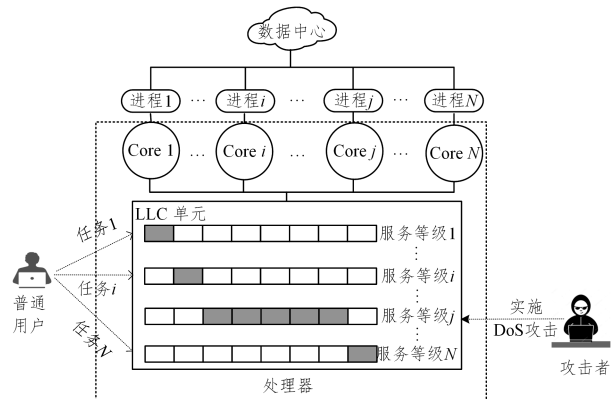 数据中心
进程1 … 进程i … 进程j … 进程N
Core 1 … Core i … Core j … Core N
LLC 单元
任务1
服务等级1
⋮
任务i
服务等级i
⋮
普通
用户
任务N
服务等级j
⋮
服务等级N
实施
DoS攻击
攻击者
处理器